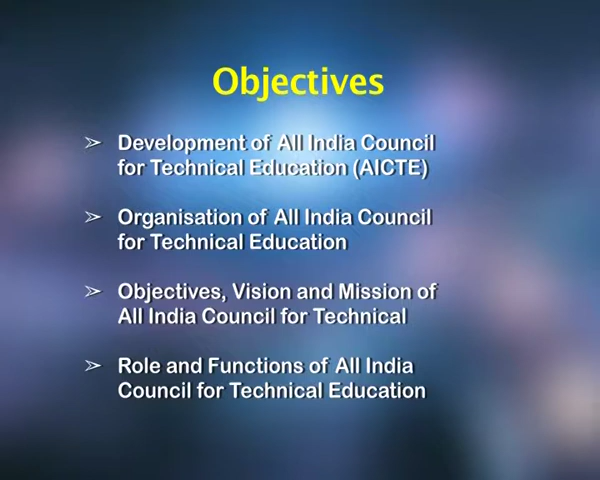 Objectives
➢ Development of All India Council
for Technical Education (AICTE)
➢ Organisation of All India Council
for Technical Education
➢ Objectives, Vision and Mission of
All India Council for Technical
➢ Role and Functions of All India
Council for Technical Education